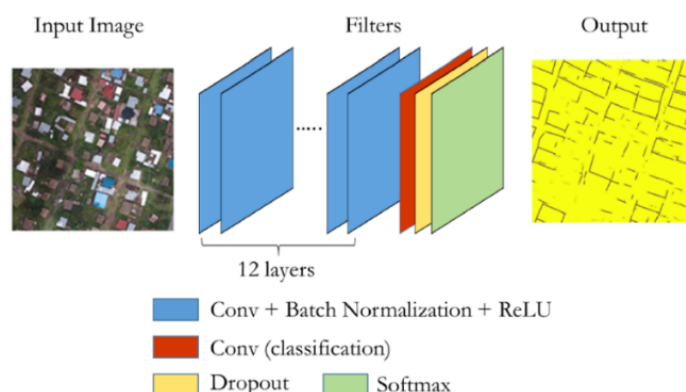 Input Image Filters Output
.....
12 layers
Conv + Batch Normalization + ReLU
Conv (classification)
Dropout Softmax